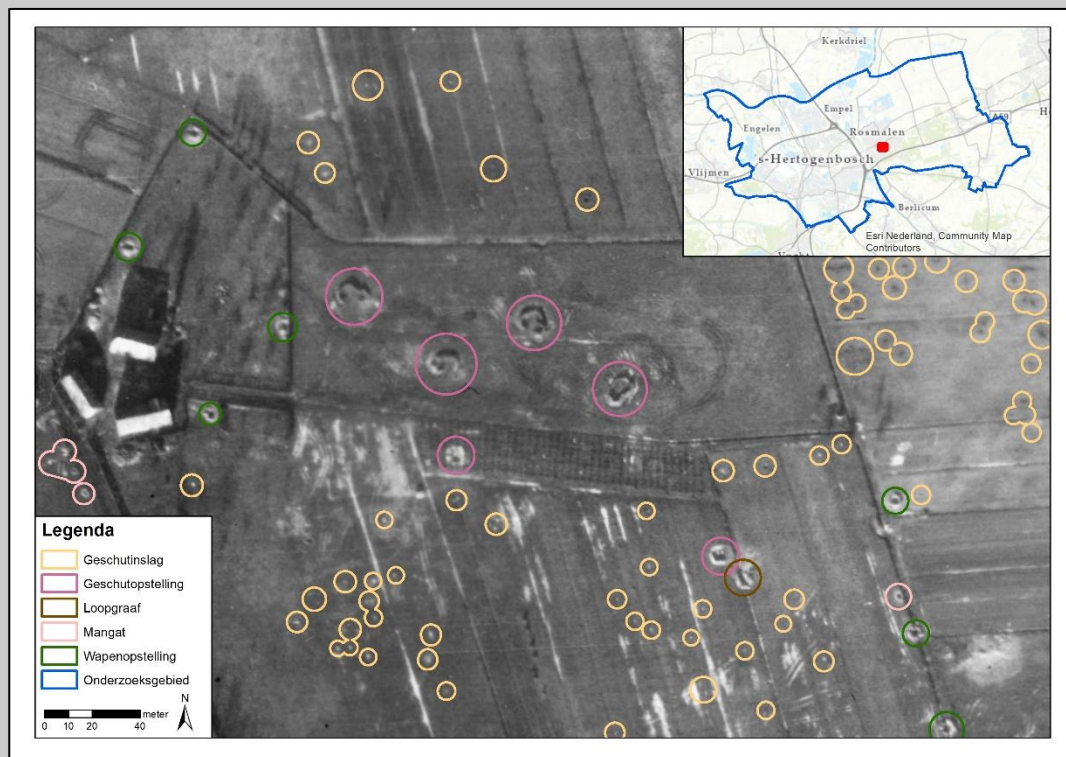 Kerkdriel
Empel
A59
Engelen
Rosmalen
s-Hertogenbosch
Vlijmen
Berlicum
Esri Nederland, Community Map
Contributors
Legenda
Geschutinslag
Geschutopstelling
Loopgraaf
Mangat
Wapenopstelling
Onderzoeksgebied
N
meter
0 10 20 40